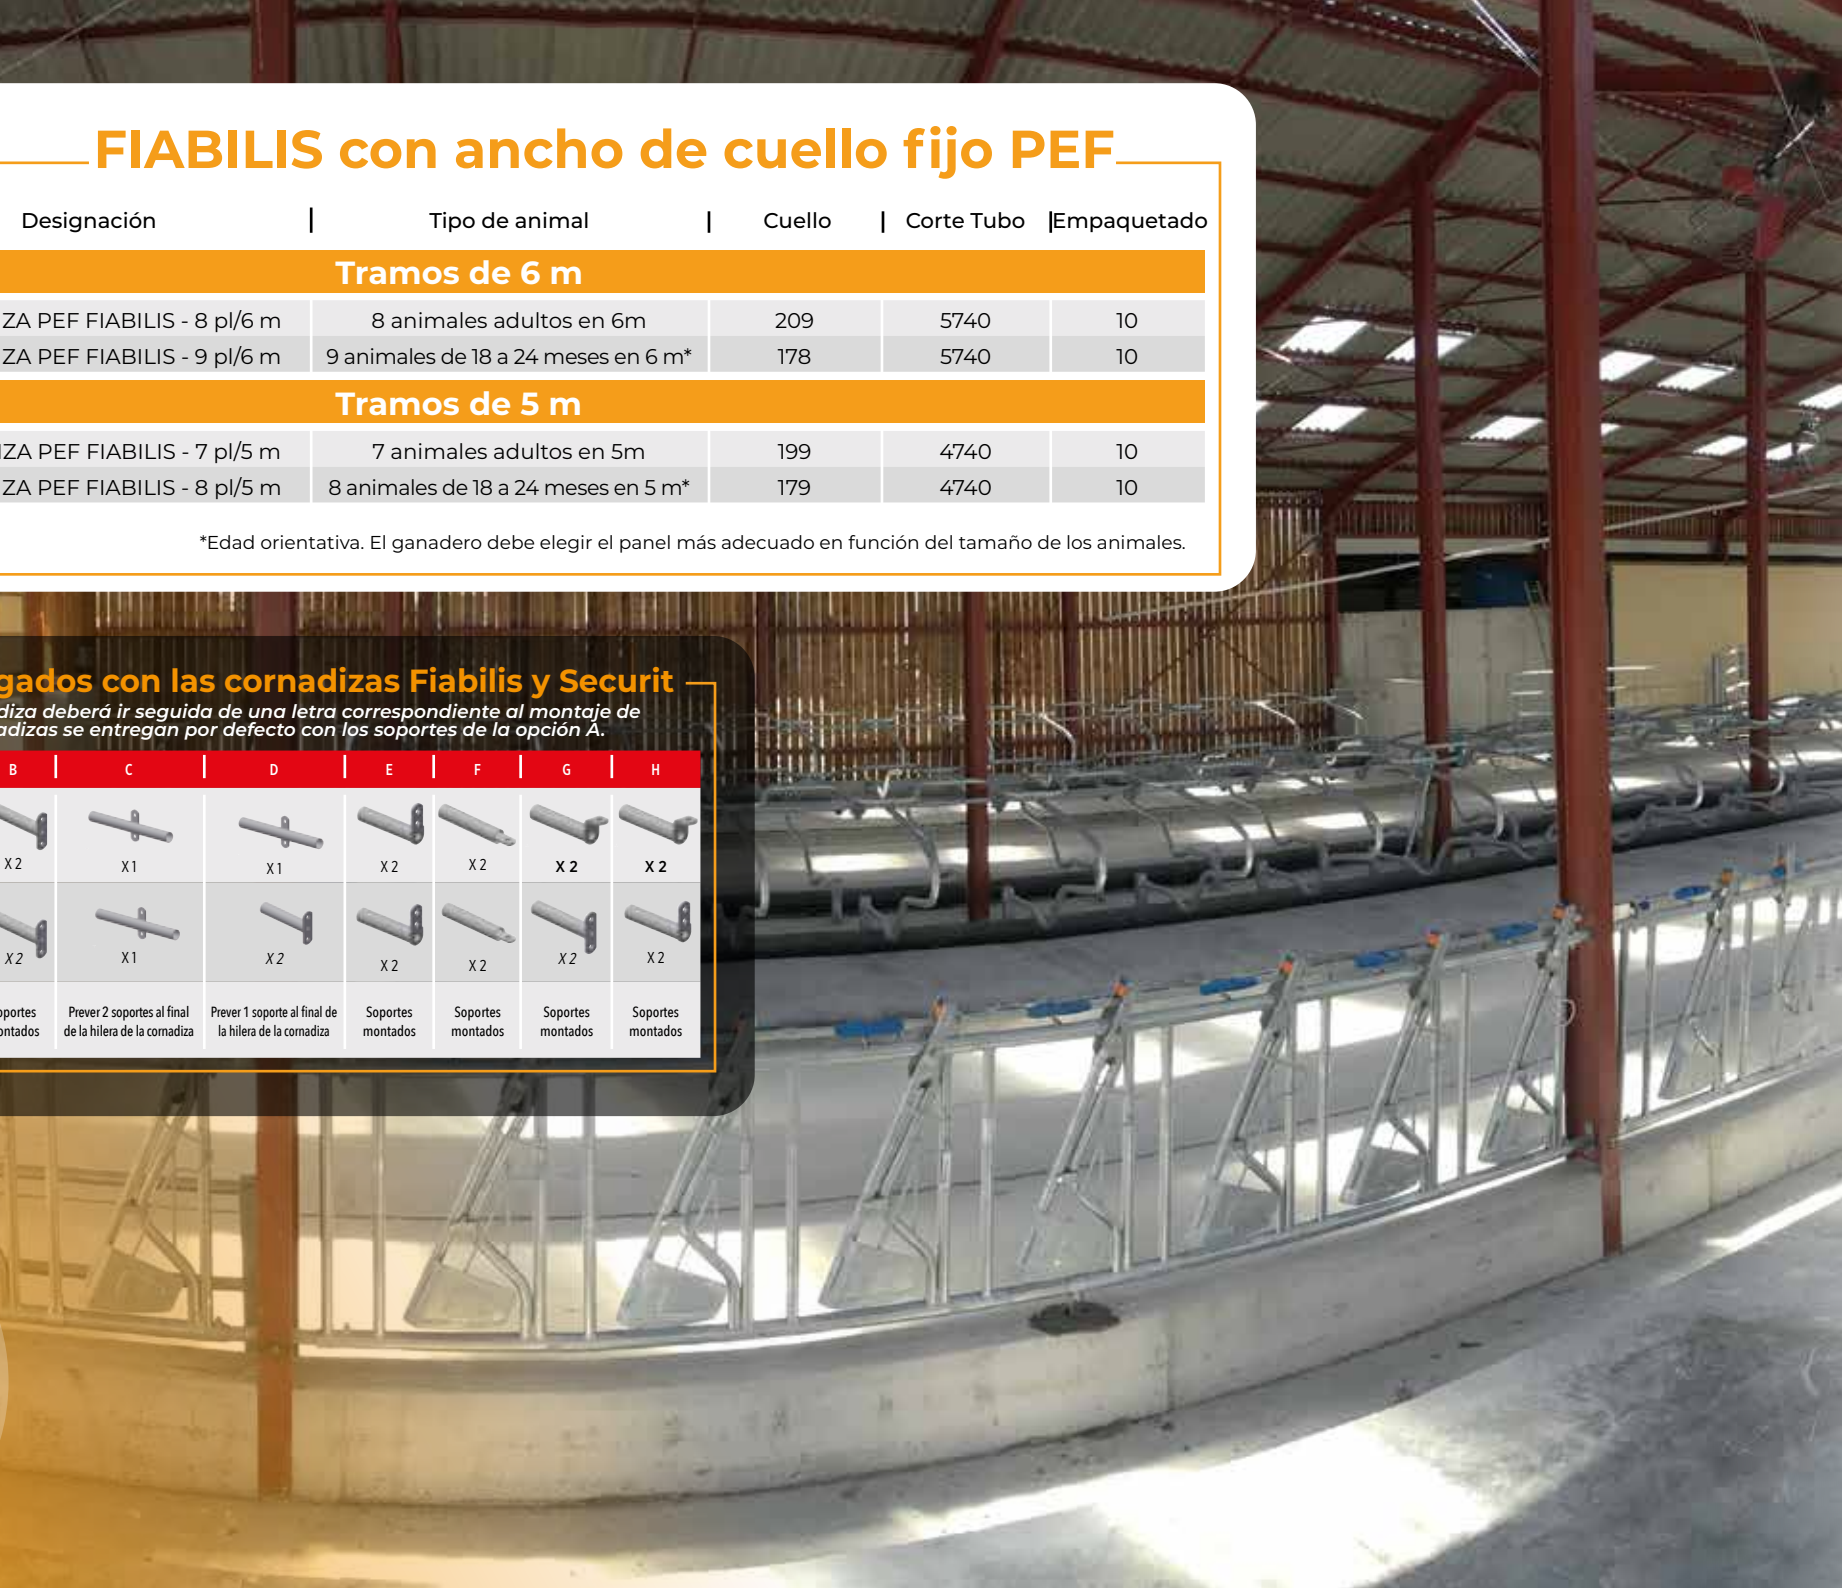 FIABILIS con ancho de cuello fijo PEF
Designación | Tipo de animal | Cuello | Corte Tubo | Empaquetado
Tramos de 6 m
ZA PEF FIABILIS - 8 pl/6 m 8 animales adultos en 6m 209 5740 10
ZA PEF FIABILIS - 9 pl/6 m 9 animales de 18 a 24 meses en 6 m* 178 5740 10
Tramos de 5 m
IZA PEF FIABILIS - 7 pl/5 m 7 animales adultos en 5m 199 4740 10
ZA PEF FIABILIS - 8 pl/5 m 8 animales de 18 a 24 meses en 5 m* 179 4740 10
*Edad orientativa. El ganadero debe elegir el panel más adecuado en función del tamaño de los animales.
gados con las cornadizas Fiabilis y Securit
diza deberá ir seguida de una letra correspondiente al montaje de
adizas se entregan por defecto con los soportes de la opción A.
B | C | D | E | F | G | H
X 2 X 1 X 1 X 2 X 2 X 2 X 2
X 2 X 1 X 2 X 2 X 2 X 2 X 2
oportes Prever 2 soportes al final Prever 1 soporte al final de Soportes Soportes Soportes Soportes
ontados de la hilera de la cornadiza la hilera de la cornadiza montados montados montados montados